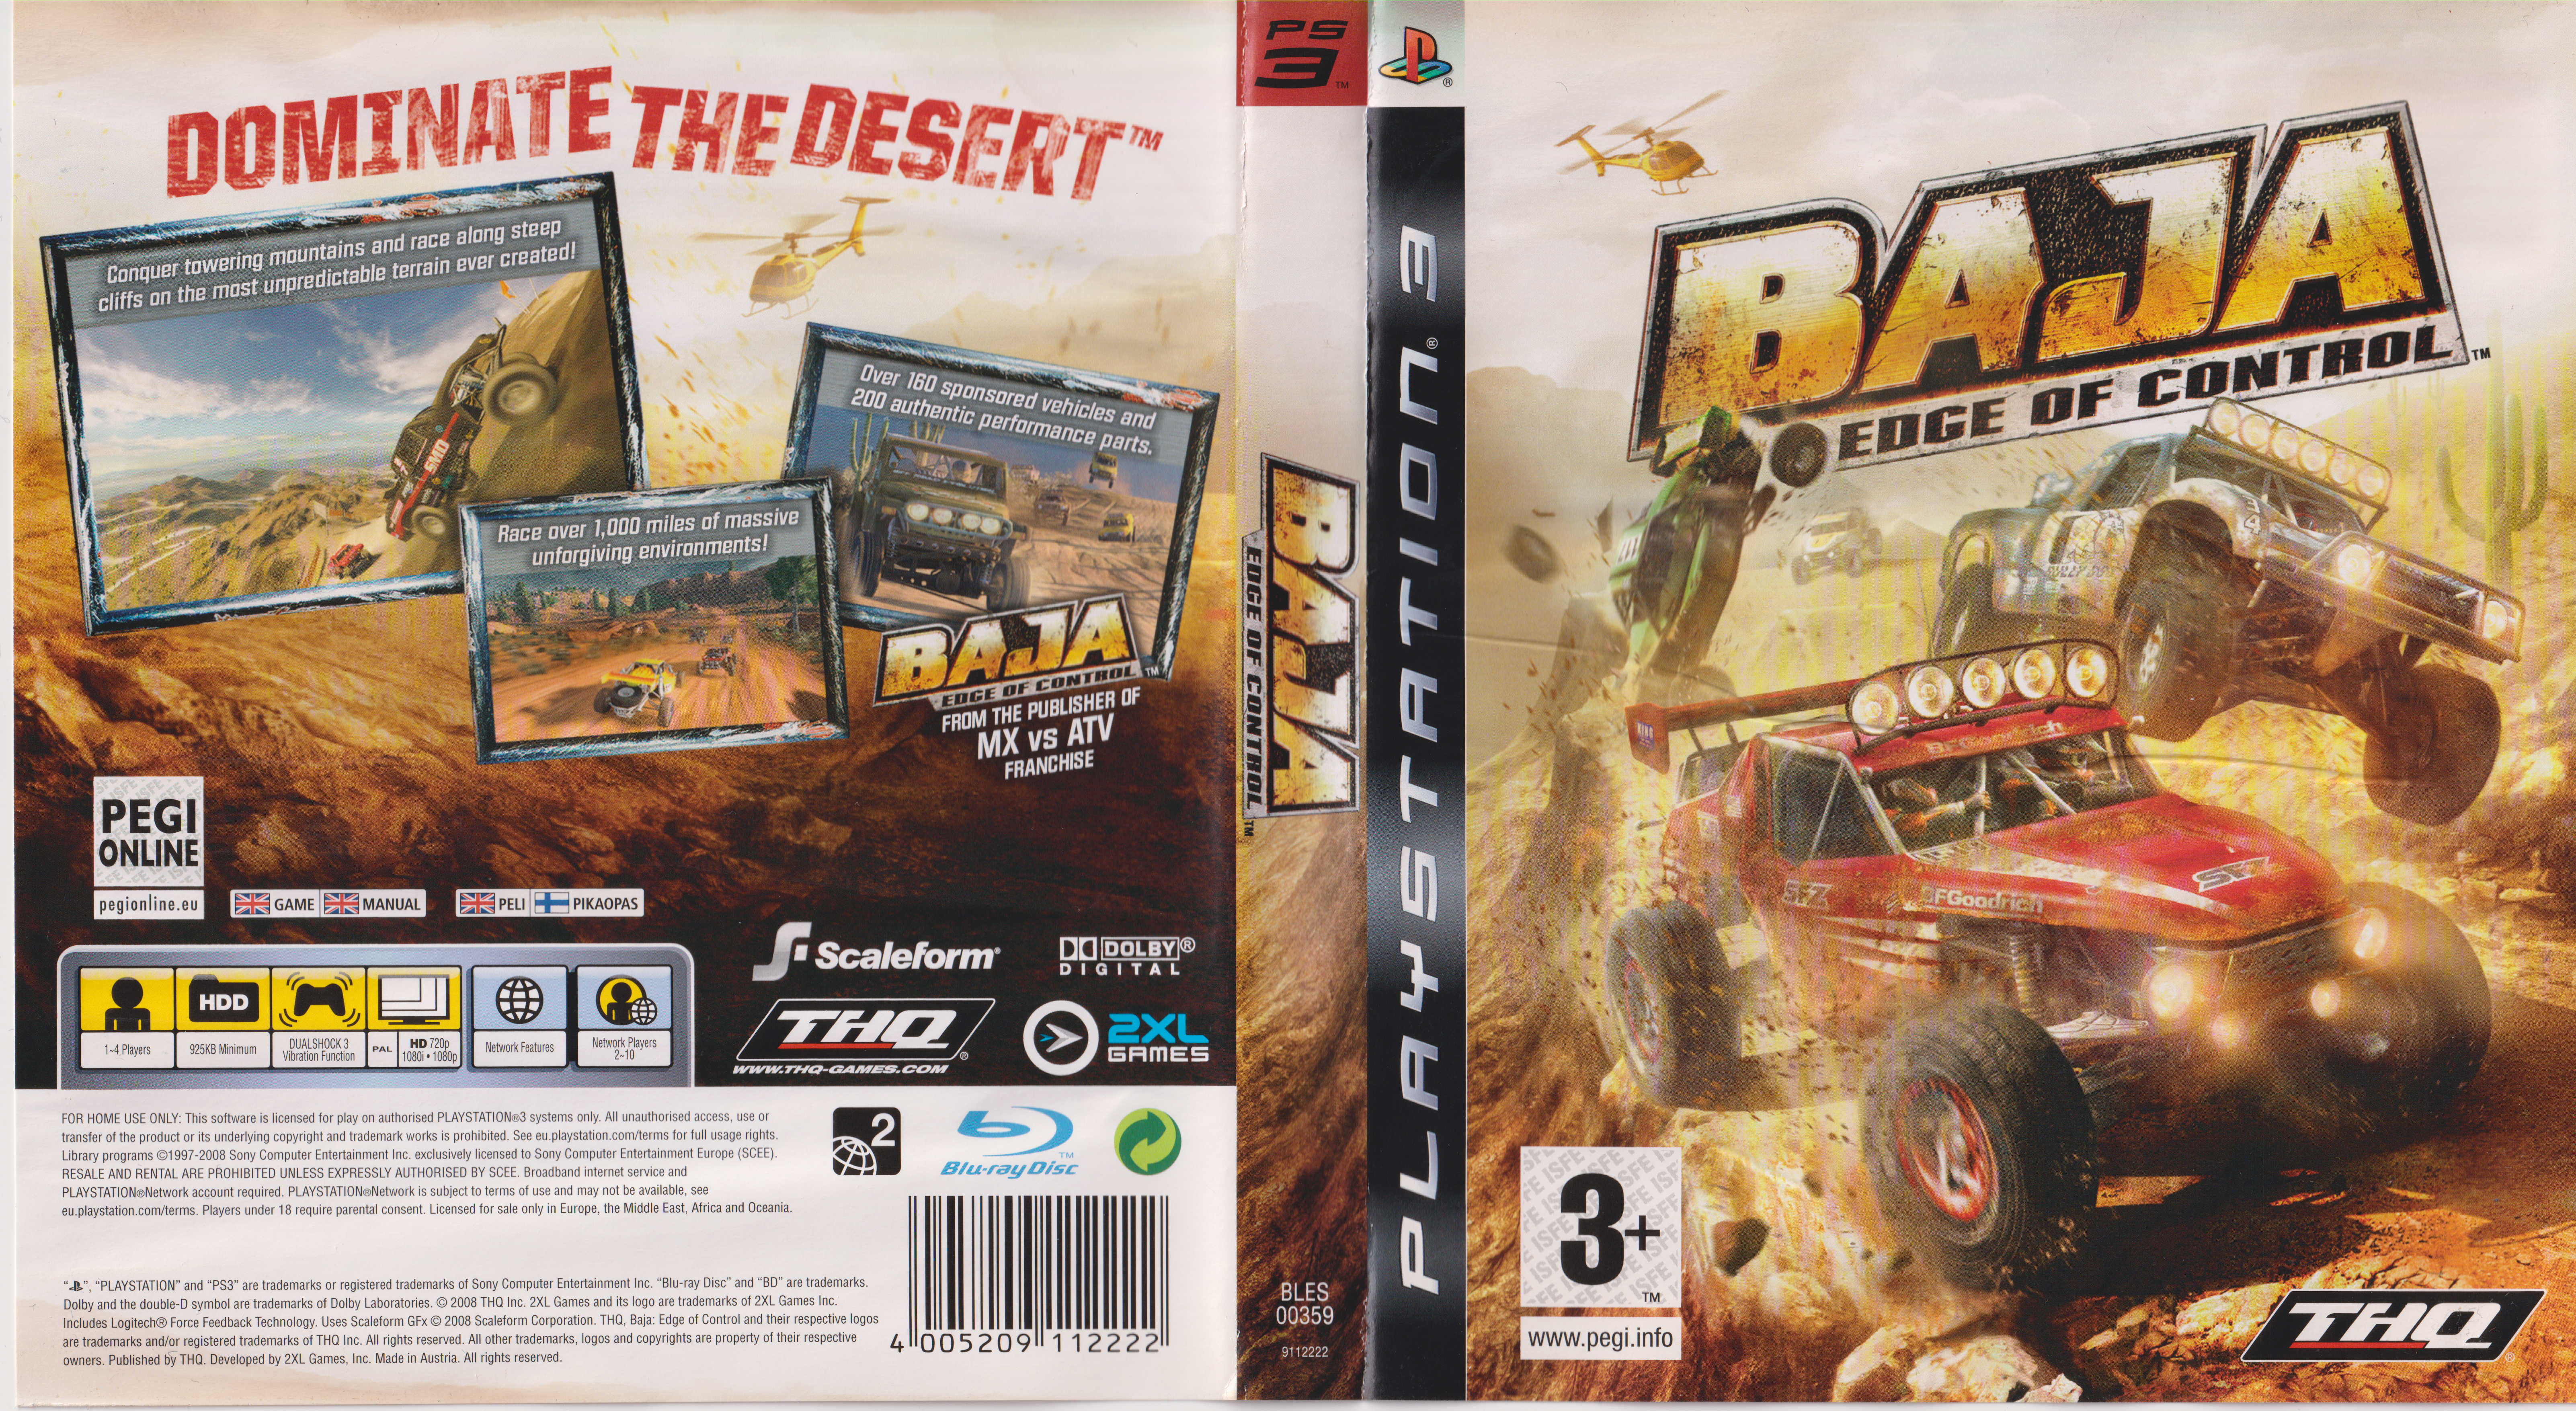 DOMINATE THE DESERT™
Conquer towering mountains and race along steep
cliffs on the most unpredictable terrain ever created!
SMD
Over 160 sponsored vehicles and
200 authentic performance parts.
Race over 1,000 miles of massive
unforgiving environments!
BAJA
EDGE OF CONTROL™
FROM THE PUBLISHER OF
MX vs ATV
FRANCHISE
PEGI
ONLINE
pegionline.eu
GAME
MANUAL
PELI
PIKAOPAS
1-4 Players
HDD
925KB Minimum
DUALSHOCK 3
Vibration Function
PAL
HD 720p
1080i • 1080p
Network Features
Network Players
2-10
Scaleform®
DOLBY®
DIGITAL
THQ®
WWW.THQ-GAMES.COM
2XL
GAMES
FOR HOME USE ONLY: This software is licensed for play on authorised PLAYSTATION®3 systems only. All unauthorised access, use or
transfer of the product or its underlying copyright and trademark works is prohibited. See eu.playstation.com/terms for full usage rights.
Library programs ©1997-2008 Sony Computer Entertainment Inc. exclusively licensed to Sony Computer Entertainment Europe (SCEE).
RESALE AND RENTAL ARE PROHIBITED UNLESS EXPRESSLY AUTHORISED BY SCEE. Broadband internet service and
PLAYSTATION®Network account required. PLAYSTATION®Network is subject to terms of use and may not be available, see
eu.playstation.com/terms. Players under 18 require parental consent. Licensed for sale only in Europe, the Middle East, Africa and Oceania.
2
Blu-ray Disc™
"", "PLAYSTATION" and "PS3" are trademarks or registered trademarks of Sony Computer Entertainment Inc. "Blu-ray Disc" and "BD" are trademarks.
Dolby and the double-D symbol are trademarks of Dolby Laboratories. © 2008 THQ Inc. 2XL Games and its logo are trademarks of 2XL Games Inc.
Includes Logitech® Force Feedback Technology. Uses Scaleform GFx © 2008 Scaleform Corporation. THQ, Baja: Edge of Control and their respective logos
are trademarks and/or registered trademarks of THQ Inc. All rights reserved. All other trademarks, logos and copyrights are property of their respective
owners. Published by THQ. Developed by 2XL Games, Inc. Made in Austria. All rights reserved.
4 005209 112222
PS
3™
BAJA
EDGE OF CONTROL™
BLES
00359
9112222
PLAYSTATION®3
BAJA
EDGE OF CONTROL™
34
KING
BFGoodrich
SFZ
BFGoodrich
SFZ
3+
™
www.pegi.info
THQ®